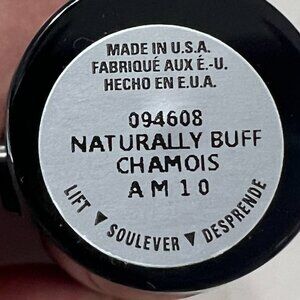 MADE IN U.S.A.
FABRIQUÉ AUX É.-U.
HECHO EN E.U.A.
094608
NATURALLY BUFF
CHAMOIS
AM10
LIFT ▼ SOULEVER ▼ DESPRENDE